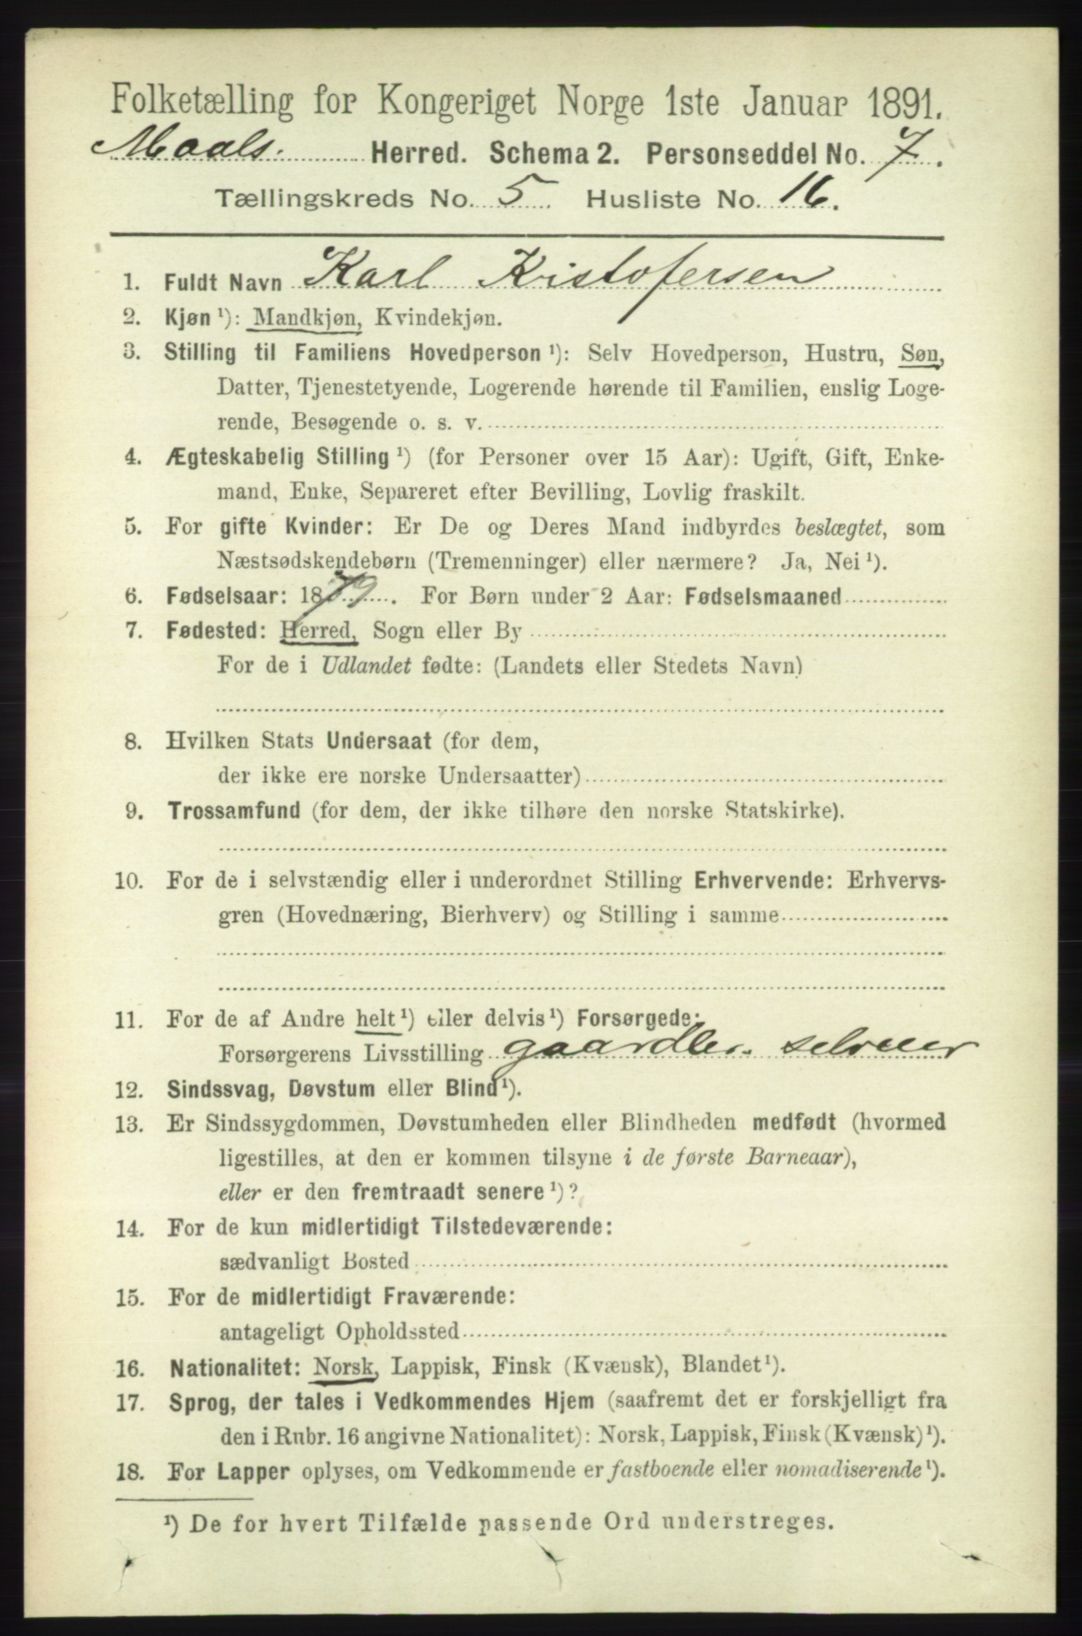 Folketælling for Kongeriget Norge 1ste Januar 1891.
Maals. Herred. Schema 2. Personseddel No. 7.
Tællingskreds No. 5 Husliste No. 16.
1. Fuldt Navn Karl Kristofersen
2. Kjøn ¹): Mandkjøn, Kvindekjøn.
3. Stilling til Familiens Hovedperson ¹): Selv Hovedperson, Hustru, Søn,
Datter, Tjenestetyende, Logerende hørende til Familien, enslig Loge-
rende, Besøgende o. s. v.
4. Ægteskabelig Stilling ¹) (for Personer over 15 Aar): Ugift, Gift, Enke-
mand, Enke, Separeret efter Bevilling, Lovlig fraskilt.
5. For gifte Kvinder: Er De og Deres Mand indbyrdes beslægtet, som
Næstsødskendebørn (Tremenninger) eller nærmere? Ja, Nei ¹).
6. Fødselsaar: 1879. For Børn under 2 Aar: Fødselsmaaned
7. Fødested: Herred, Sogn eller By
For de i Udlandet fødte: (Landets eller Stedets Navn)
8. Hvilken Stats Undersaat (for dem,
der ikke ere norske Undersaatter)
9. Trossamfund (for dem, der ikke tilhøre den norske Statskirke).
10. For de i selvstændig eller i underordnet Stilling Erhvervende: Erhvervs-
gren (Hovednæring, Bierhverv) og Stilling i samme
11. For de af Andre helt ¹) eller delvis ¹) Forsørgede:
Forsørgerens Livsstilling gaardbr. selveier
12. Sindssvag, Døvstum eller Blind ¹).
13. Er Sindssygdommen, Døvstumheden eller Blindheden medfødt (hvormed
ligestilles, at den er kommen tilsyne i de første Barneaar),
eller er den fremtraadt senere ¹)?
14. For de kun midlertidigt Tilstedeværende:
sædvanligt Bosted
15. For de midlertidigt Fraværende:
antageligt Opholdssted
16. Nationalitet: Norsk, Lappisk, Finsk (Kvænsk), Blandet ¹).
17. Sprog, der tales i Vedkommendes Hjem (saafremt det er forskjelligt fra
den i Rubr. 16 angivne Nationalitet): Norsk, Lappisk, Finsk (Kvænsk) ¹).
18. For Lapper oplyses, om Vedkommende er fastboende eller nomadiserende ¹).
¹) De for hvert Tilfælde passende Ord understreges.